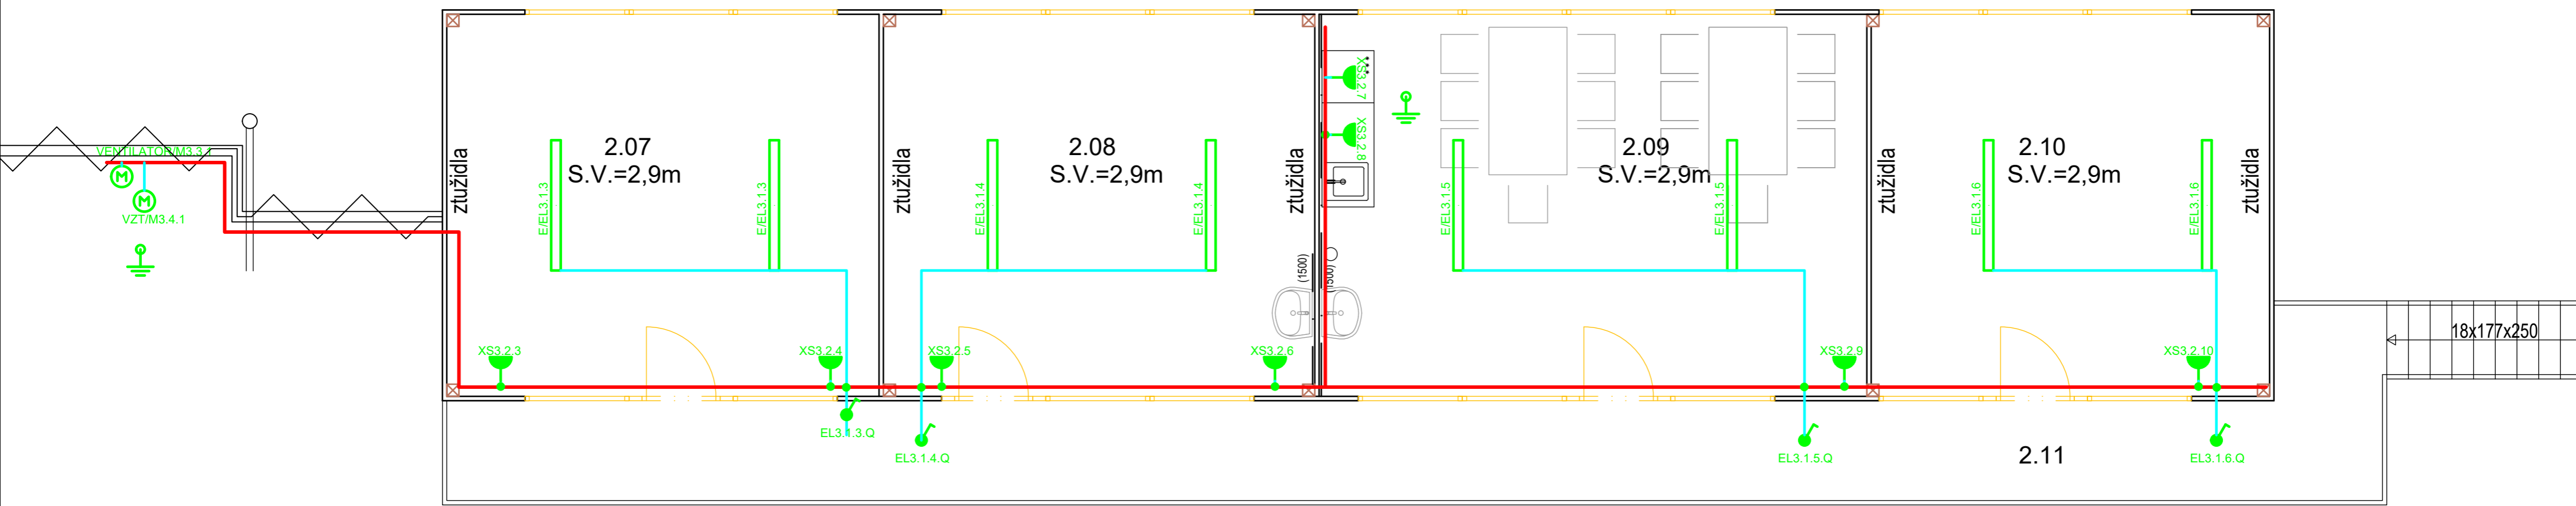 VENTILATOR/M3.3.1
VZT/M3.4.1
ztužidla
E/EL3.1.3
2.07
S.V.=2,9m
E/EL3.1.3
XS3.2.3
XS3.2.4
EL3.1.3.Q
ztužidla
E/EL3.1.4
2.08
S.V.=2,9m
E/EL3.1.4
ztužidla
XS3.2.5
XS3.2.6
EL3.1.4.Q
(1500)
(1500)
XS3.2.7
XS3.2.8
E/EL3.1.5
2.09
S.V.=2,9m
E/EL3.1.5
XS3.2.9
EL3.1.5.Q
ztužidla
E/EL3.1.6
2.10
S.V.=2,9m
E/EL3.1.6
ztužidla
XS3.2.10
EL3.1.6.Q
2.11
18x177x250